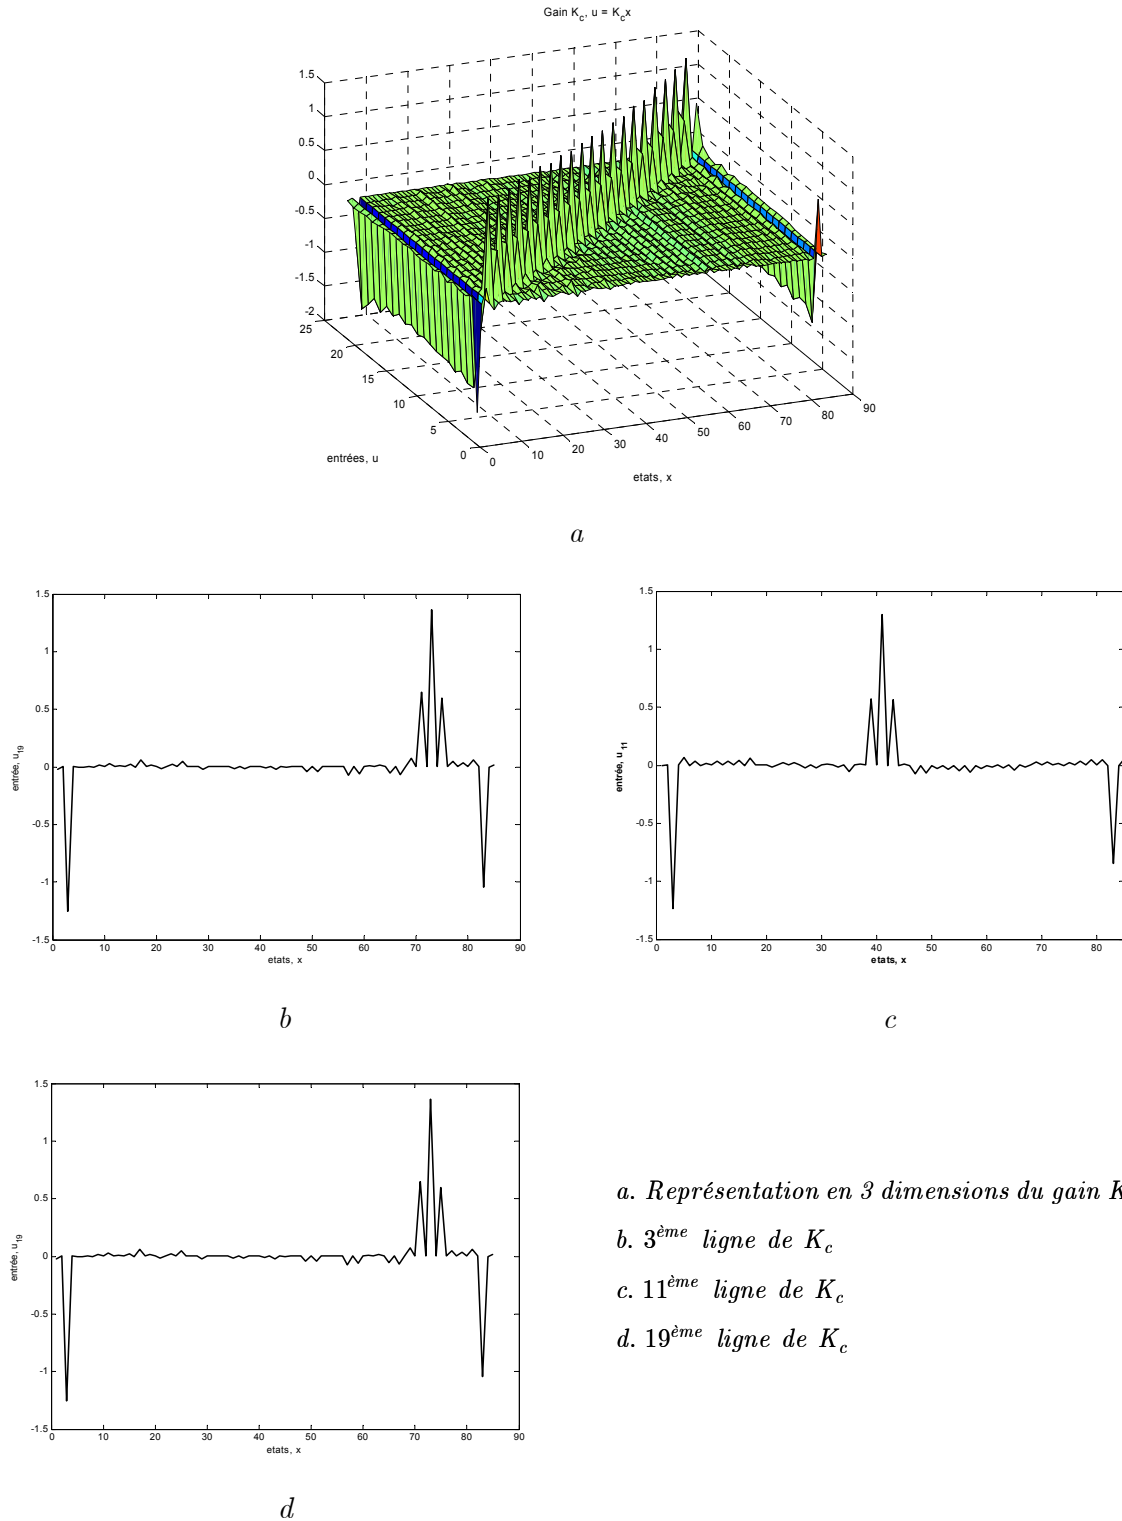 Gain K_c, u = K_c x
1.5
1
0.5
0
-0.5
-1
-1.5
-2
25
20
15
10
5
0
0
10
20
30
40
50
60
70
80
90
entrées, u
etats, x
a
1.5
1
0.5
0
-0.5
-1
-1.5
0 10 20 30 40 50 60 70 80 90
entrée, u_19
etats, x
b
1.5
1
0.5
0
-0.5
-1
-1.5
0 10 20 30 40 50 60 70 80
entrée, u_11
etats, x
c
1.5
1
0.5
0
-0.5
-1
-1.5
0 10 20 30 40 50 60 70 80 90
entrée, u_19
etats, x
d
a. Représentation en 3 dimensions du gain K
b. 3^ème ligne de K_c
c. 11^ème ligne de K_c
d. 19^ème ligne de K_c